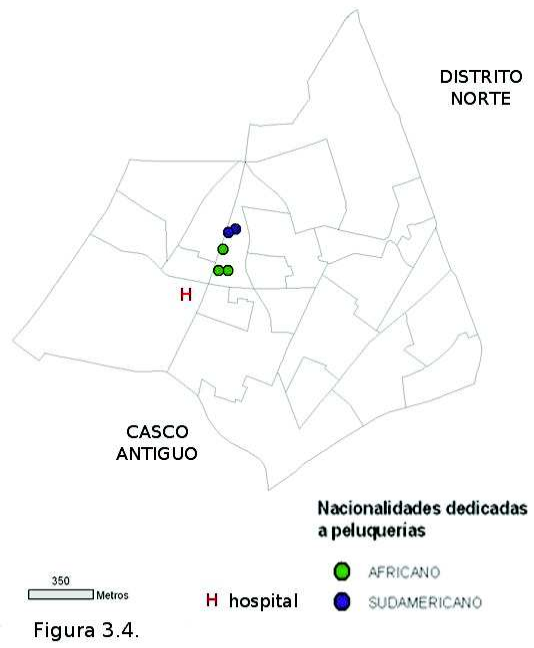 DISTRITO
NORTE
H
CASCO
ANTIGUO
Nacionalidades dedicadas
a peluquerias
AFRICANO
SUDAMERICANO
350
Metros
H hospital
Figura 3.4.